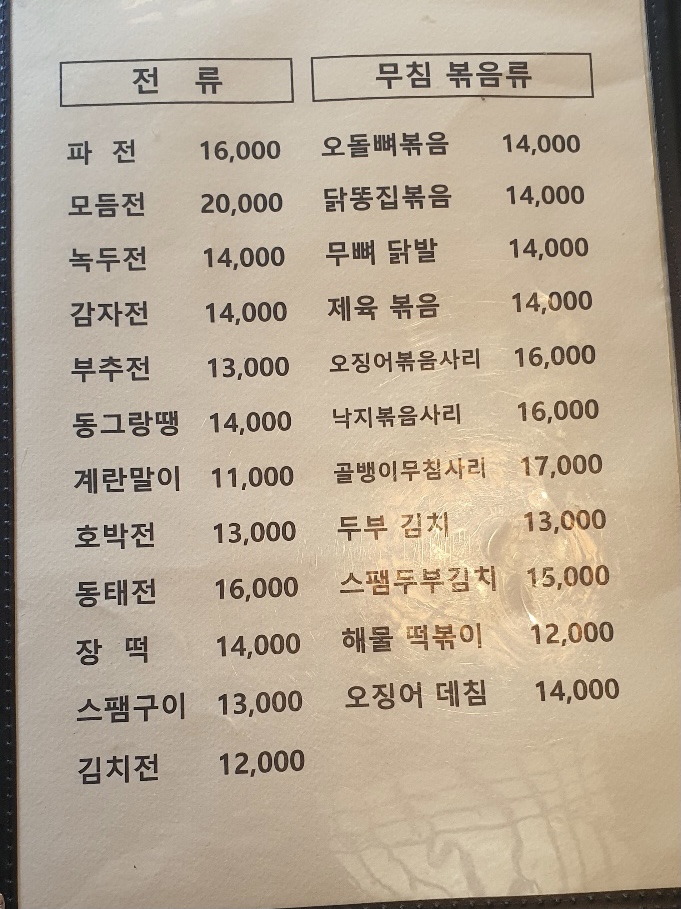 전 류
파 전 16,000
모듬전 20,000
녹두전 14,000
감자전 14,000
부추전 13,000
동그랑땡 14,000
계란말이 11,000
호박전 13,000
동태전 16,000
장 떡 14,000
스팸구이 13,000
김치전 12,000
무침 볶음류
오돌뼈볶음 14,000
닭똥집볶음 14,000
무뼈 닭발 14,000
제육 볶음 14,000
오징어볶음사리 16,000
낙지볶음사리 16,000
골뱅이무침사리 17,000
두부 김치 13,000
스팸두부김치 15,000
해물 떡볶이 12,000
오징어 데침 14,000